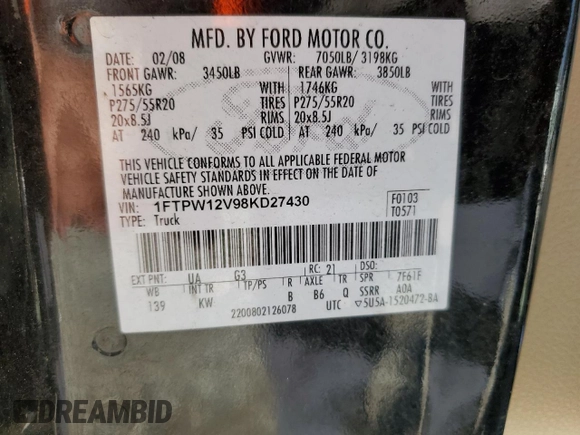 MFD. BY FORD MOTOR CO.
DATE: 02/08 GVWR: 7050LB/ 3198KG
FRONT GAWR: 3450LB REAR GAWR: 3850LB
1565KG WITH 1746KG WITH
P275/55R20 TIRES P275/55R20 TIRES
20x8.5J RIMS 20x8.5J RIMS
AT 240 kPa/ 35 PSI COLD AT 240 kPa/ 35 PSI COLD
THIS VEHICLE CONFORMS TO ALL APPLICABLE FEDERAL MOTOR
VEHICLE SAFETY STANDARDS IN EFFECT ON THE DATE OF
MANUFACTURE SHOWN ABOVE.
VIN: 1FTPW12V98KD27430 F0103
TYPE: Truck T0571
EXT PNT: UA G3 RC: 21 DSO:
WB INT TR TP/PS R AXLE TR SPR 7F61F
139 KW B B6 Q SSRR A0A
2200802126078 UTC ▽5U5A-1520472-BA
DREAMBID